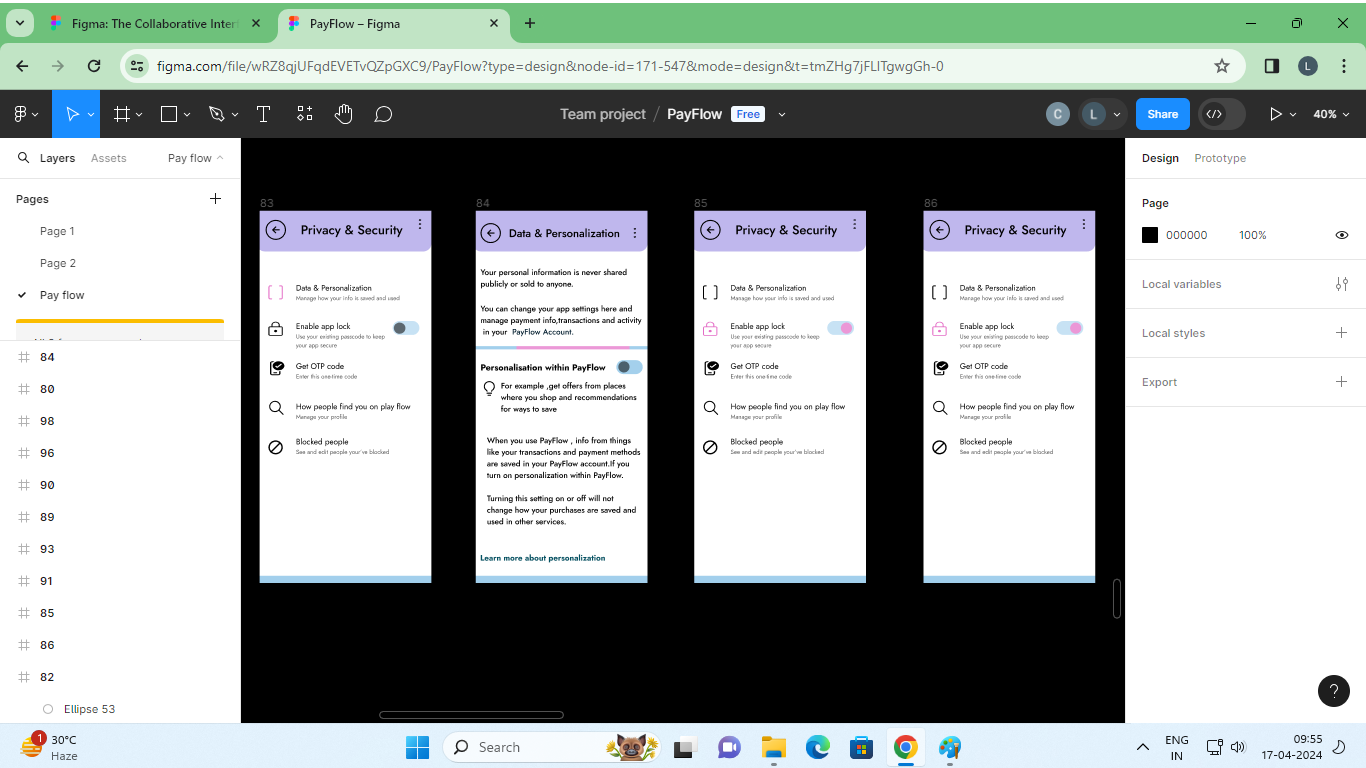 Figma: The Collaborative Inter
PayFlow – Figma
figma.com/file/wRZ8qjUFqdEVETvQZpGXC9/PayFlow?type=design&node-id=171-547&mode=design&t=tmZHg7jFLITgwgGh-0
L
Team project / PayFlow Free
C
L
Share
40%
Layers
Assets
Pay flow
Pages
Page 1
Page 2
Pay flow
84
80
98
96
90
89
93
91
85
86
82
Ellipse 53
83
Privacy & Security
Data & Personalization
Manage how your info is saved and used
Enable app lock
Use your existing passcode to keep
your app secure
Get OTP code
Enter this one-time code
How people find you on play flow
Manage your profile
Blocked people
See and edit people your've blocked
84
Data & Personalization
Your personal information is never shared
publicly or sold to anyone.
You can change your app settings here and
manage payment info,transactions and activity
in your PayFlow Account.
Personalisation within PayFlow
For example ,get offers from places
where you shop and recommendations
for ways to save
When you use PayFlow , info from things
like your transactions and payment methods
are saved in your PayFlow account.If you
turn on personalization within PayFlow.
Turning this setting on or off will not
change how your purchases are saved and
used in other services.
Learn more about personalization
85
Privacy & Security
Data & Personalization
Manage how your info is saved and used
Enable app lock
Use your existing passcode to keep
your app secure
Get OTP code
Enter this one-time code
How people find you on play flow
Manage your profile
Blocked people
See and edit people your've blocked
86
Privacy & Security
Data & Personalization
Manage how your info is saved and used
Enable app lock
Use your existing passcode to keep
your app secure
Get OTP code
Enter this one-time code
How people find you on play flow
Manage your profile
Blocked people
See and edit people your've blocked
Design
Prototype
Page
000000
100%
Local variables
Local styles
Export
?
1
30°C
Haze
Search
ENG
IN
09:55
17-04-2024